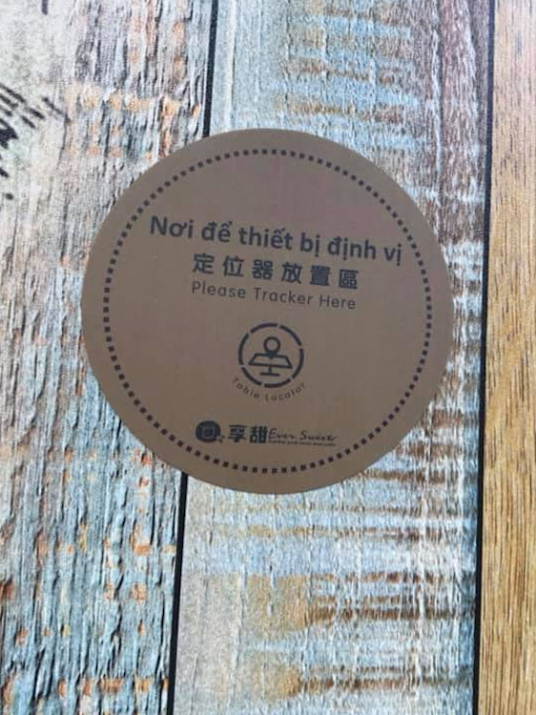 Nơi để thiết bị định vị
定位器放置區
Please Tracker Here
Table Locator
享甜 Ever Sweet